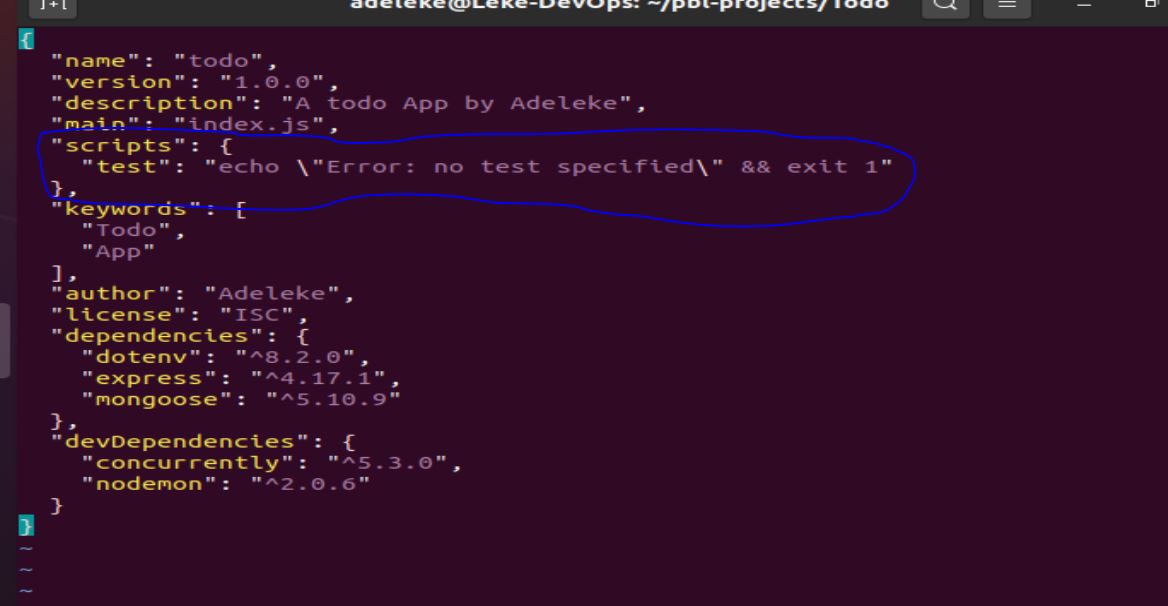 adeleke@Leke-DevOps: ~/pbl-projects/Todo
{
  "name": "todo",
  "version": "1.0.0",
  "description": "A todo App by Adeleke",
  "main": "index.js",
  "scripts": {
    "test": "echo \"Error: no test specified\" && exit 1"
  },
  "keywords": [
    "Todo",
    "App"
  ],
  "author": "Adeleke",
  "license": "ISC",
  "dependencies": {
    "dotenv": "^8.2.0",
    "express": "^4.17.1",
    "mongoose": "^5.10.9"
  },
  "devDependencies": {
    "concurrently": "^5.3.0",
    "nodemon": "^2.0.6"
  }
}
~
~
~